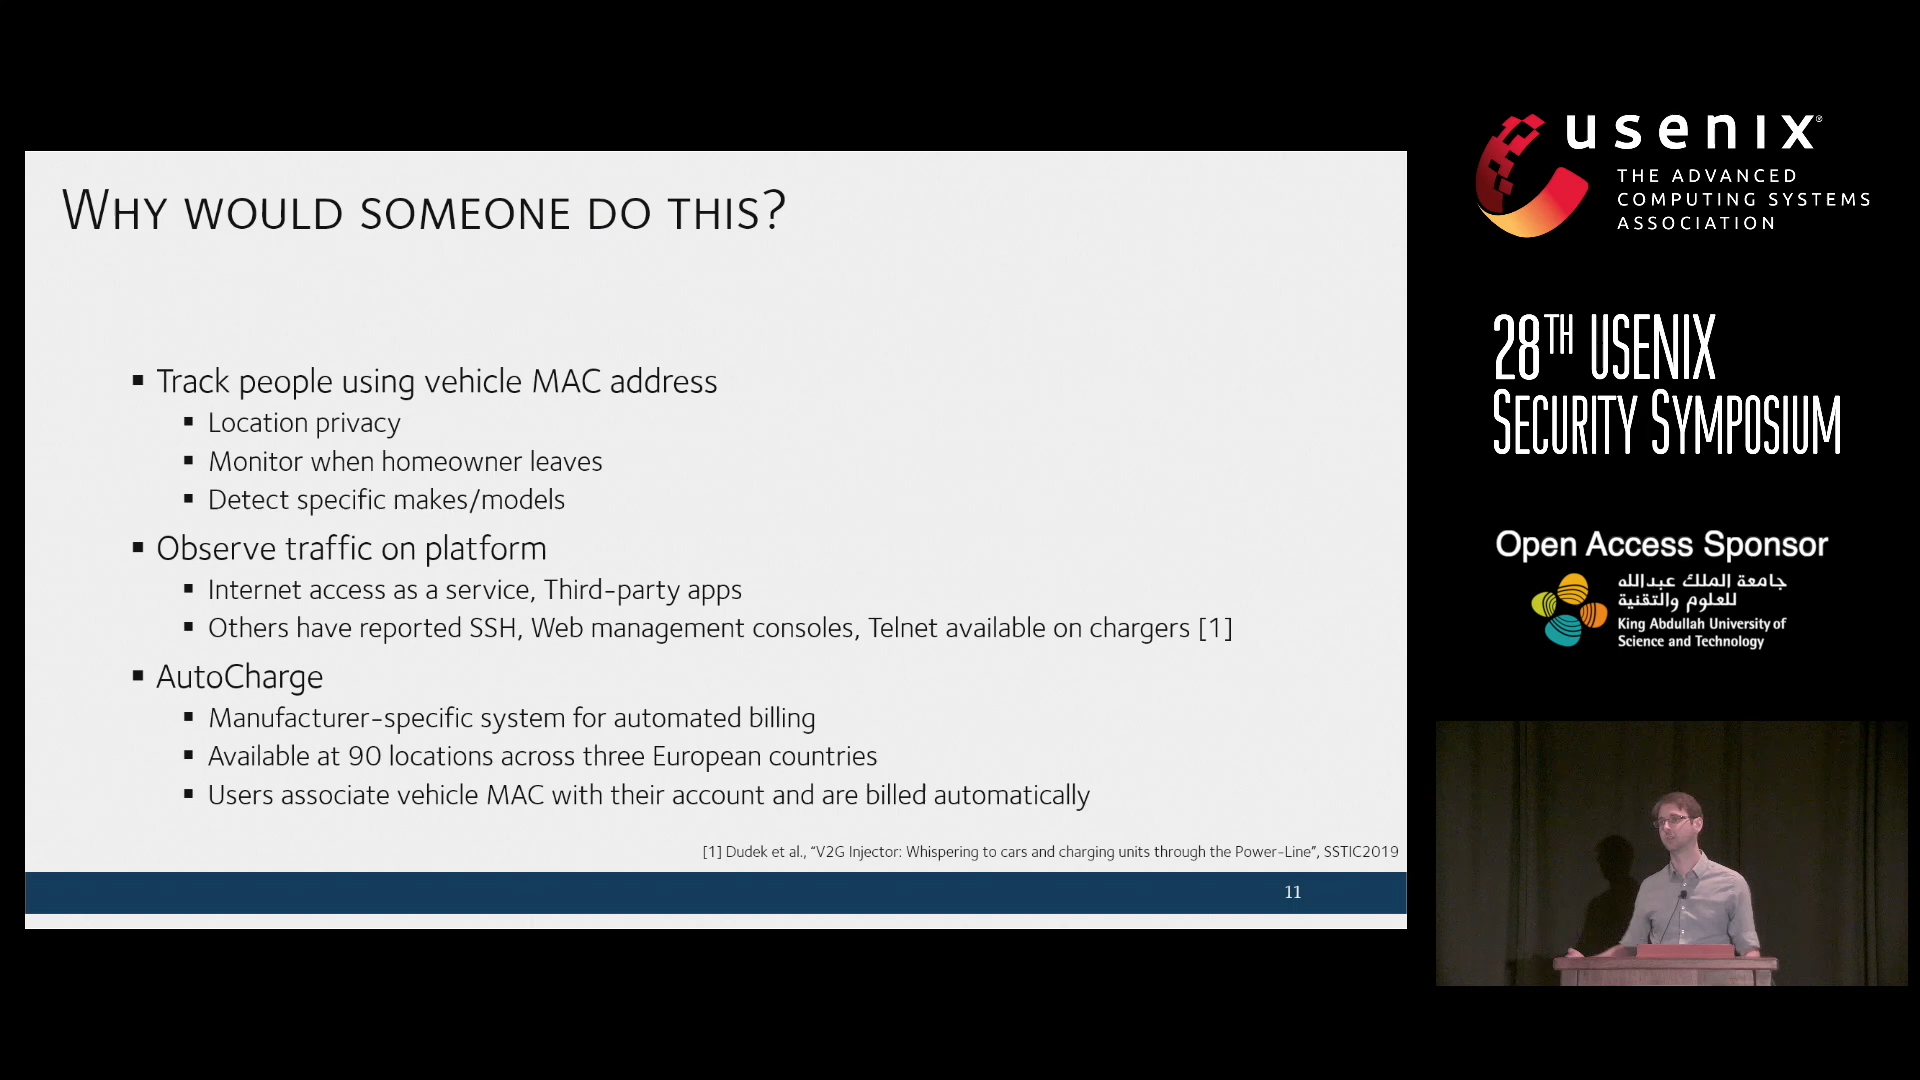 WHY WOULD SOMEONE DO THIS?
▪ Track people using vehicle MAC address
▪ Location privacy
▪ Monitor when homeowner leaves
▪ Detect specific makes/models
▪ Observe traffic on platform
▪ Internet access as a service, Third-party apps
▪ Others have reported SSH, Web management consoles, Telnet available on chargers [1]
▪ AutoCharge
▪ Manufacturer-specific system for automated billing
▪ Available at 90 locations across three European countries
▪ Users associate vehicle MAC with their account and are billed automatically
[1] Dudek et al., “V2G Injector: Whispering to cars and charging units through the Power-Line”, SSTIC2019
11
usenix®
THE ADVANCED
COMPUTING SYSTEMS
ASSOCIATION
28TH USENIX
SECURITY SYMPOSIUM
Open Access Sponsor
جامعة الملك عبدالله
للعلوم والتقنية
King Abdullah University of
Science and Technology